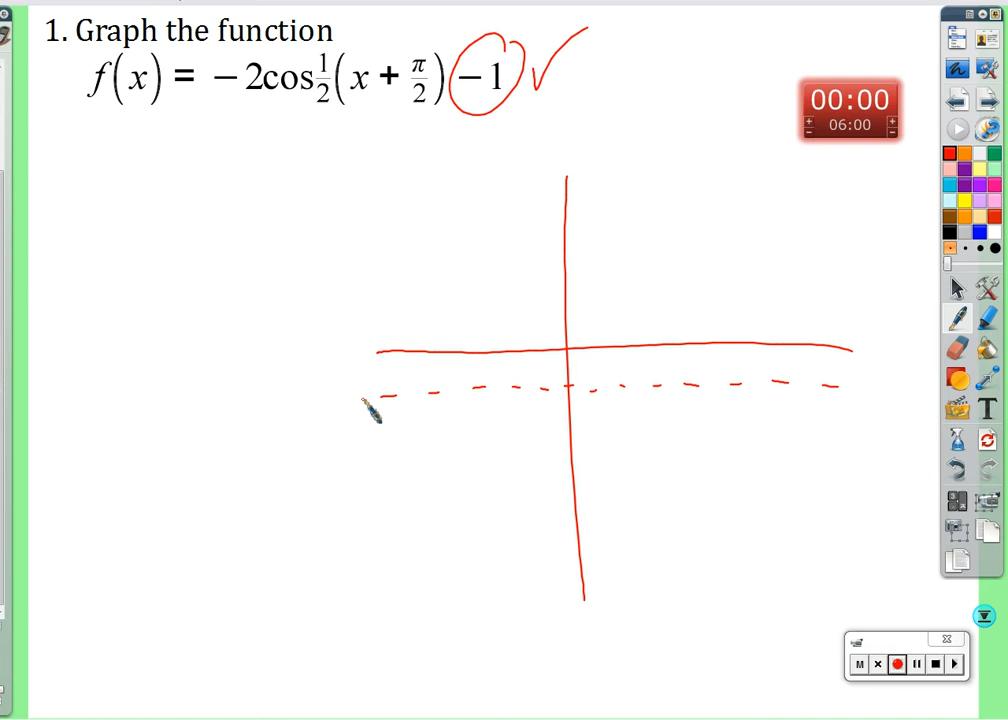 1. Graph the function
f(x) = −2cos½(x + π/2) −1 ✓
00:00
06:00
T
M